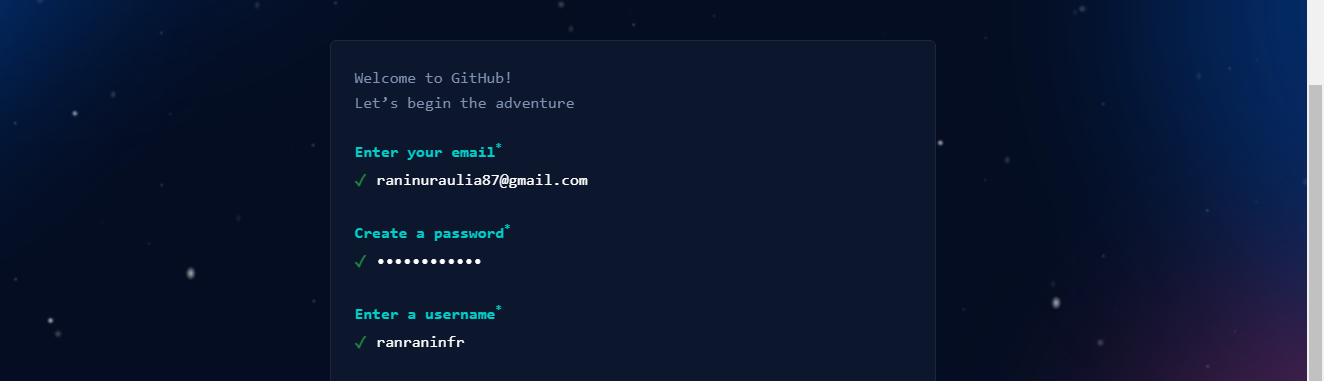 Welcome to GitHub!
Let’s begin the adventure
Enter your email*
✓ raninuraulia87@gmail.com
Create a password*
✓ ••••••••••••
Enter a username*
✓ ranraninfr